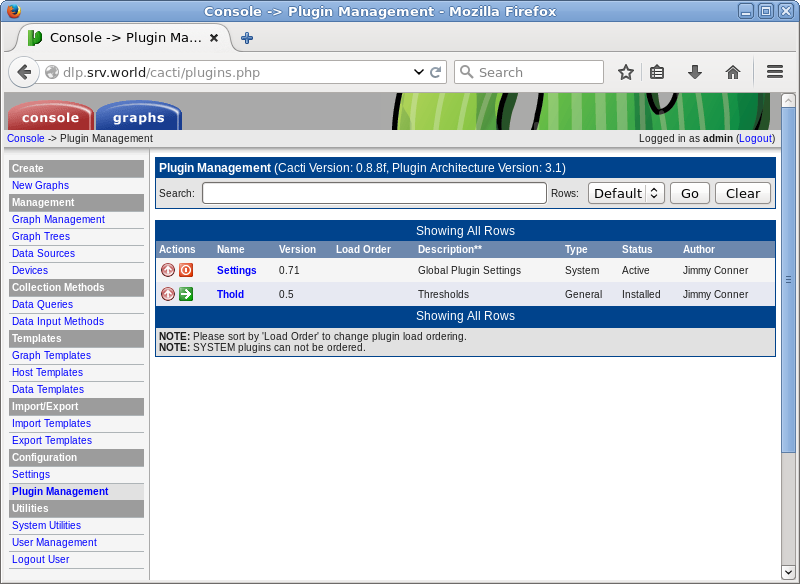 Console -> Plugin Management - Mozilla Firefox
Console -> Plugin Ma...
dlp.srv.world/cacti/plugins.php
Search
console
graphs
Console -> Plugin Management
Logged in as admin (Logout)
Create
New Graphs
Management
Graph Management
Graph Trees
Data Sources
Devices
Collection Methods
Data Queries
Data Input Methods
Templates
Graph Templates
Host Templates
Data Templates
Import/Export
Import Templates
Export Templates
Configuration
Settings
Plugin Management
Utilities
System Utilities
User Management
Logout User
Plugin Management (Cacti Version: 0.8.8f, Plugin Architecture Version: 3.1)
Search: Rows: Default Go Clear
Showing All Rows
Actions Name Version Load Order Description** Type Status Author
Settings 0.71 Global Plugin Settings System Active Jimmy Conner
Thold 0.5 Thresholds General Installed Jimmy Conner
Showing All Rows
NOTE: Please sort by 'Load Order' to change plugin load ordering.
NOTE: SYSTEM plugins can not be ordered.